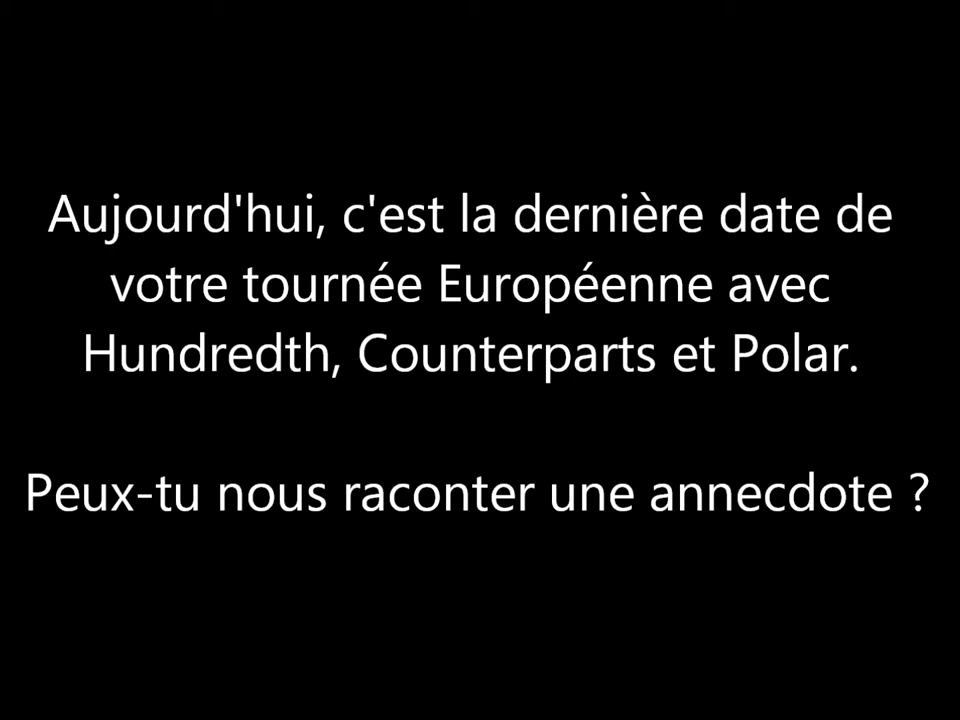 Aujourd'hui, c'est la dernière date de
votre tournée Européenne avec
Hundredth, Counterparts et Polar.
Peux-tu nous raconter une annecdote ?